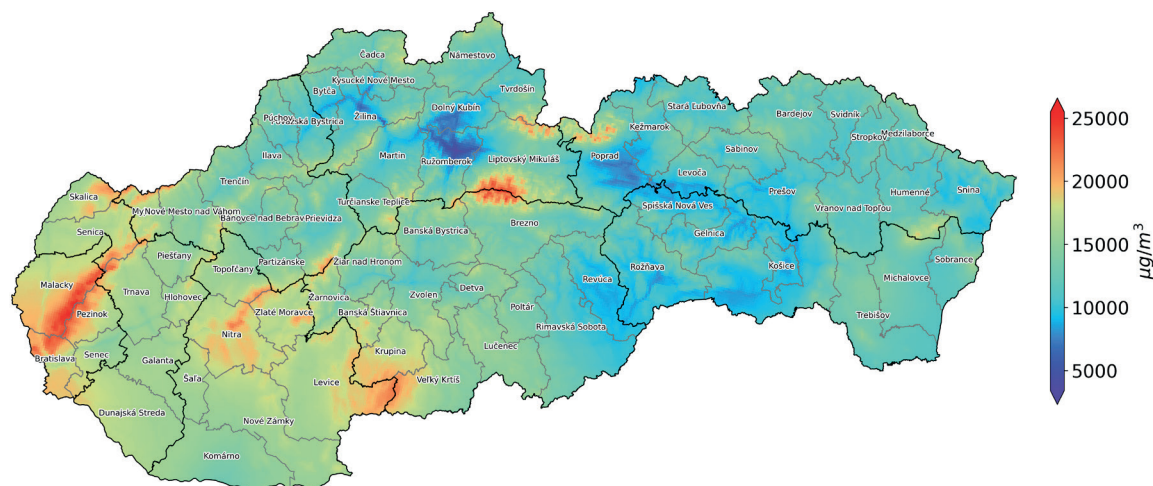 Čadca
Námestovo
Kysucké Nové Mesto
Bytča
Tvrdošín
Stará Ľubovňa
Dolný Kubín
Žilina
Púchov
Považská Bystrica
Kežmarok
Bardejov
Svidník
Stropkov
Medzilaborce
Ilava
Martin
Ružomberok
Liptovský Mikuláš
Poprad
Sabinov
Levoča
Trenčín
Prešov
Humenné
Snina
Skalica
Turčianske Teplice
Spišská Nová Ves
Vranov nad Topľou
My
Nové Mesto nad Váhom
Bánovce nad Bebrav
Prievidza
Senica
Banská Bystrica
Brezno
Gelnica
Piešťany
Topoľčany
Partizánske
Žiar nad Hronom
Rožňava
Košice
Sobrance
Malacky
Trnava
Hlohovec
Žarnovica
Zvolen
Detva
Revúca
Michalovce
Pezinok
Zlaté Moravce
Banská Štiavnica
Poltár
Trebišov
Nitra
Rimavská Sobota
Bratislava
Senec
Galanta
Krupina
Lučenec
Šaľa
Levice
Veľký Krtíš
Dunajská Streda
Nové Zámky
Komárno
25000
20000
15000
10000
5000
µg/m³